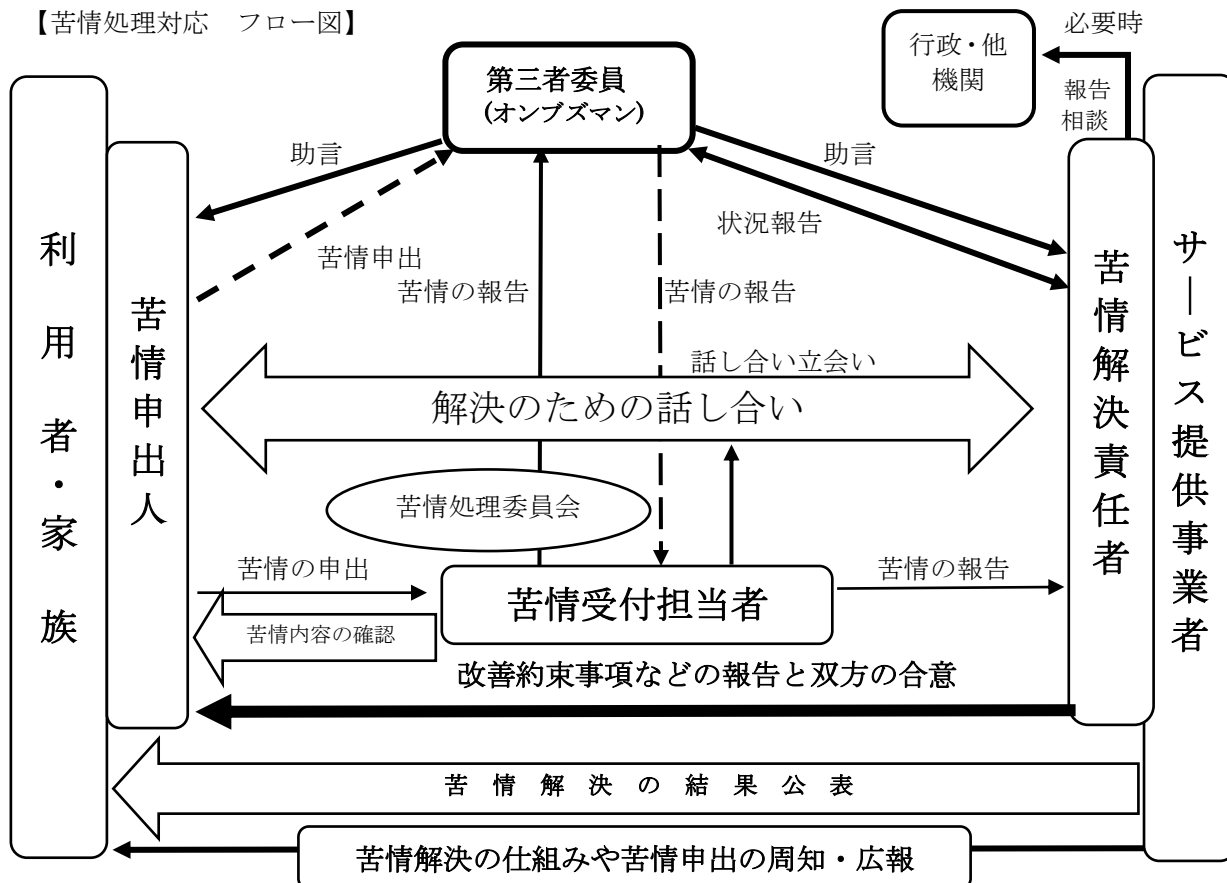 【苦情処理対応　フロー図】
必要時
行政・他
機関
第三者委員
(オンブズマン)
報告
相談
助言
助言
状況報告
苦情申出
苦情の報告
苦情の報告
利用者・家族
苦情申出人
苦情解決責任者
サービス提供事業者
話し合い立会い
解決のための話し合い
苦情処理委員会
苦情の申出
苦情の報告
苦情受付担当者
苦情内容の確認
改善約束事項などの報告と双方の合意
苦情解決の結果公表
苦情解決の仕組みや苦情申出の周知・広報